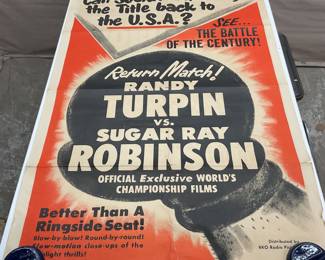 the Title back to
the U.S.A.?
SEE...
THE BATTLE
OF THE CENTURY!
Return Match!
RANDY
TURPIN
VS.
SUGAR RAY
ROBINSON
OFFICIAL Exclusive WORLD'S
CHAMPIONSHIP FILMS
Better Than A
Ringside Seat!
Blow-by-blow! Round-by-round!
Slow-motion close-ups of the
thrills!
Distributed by
RKO Radio